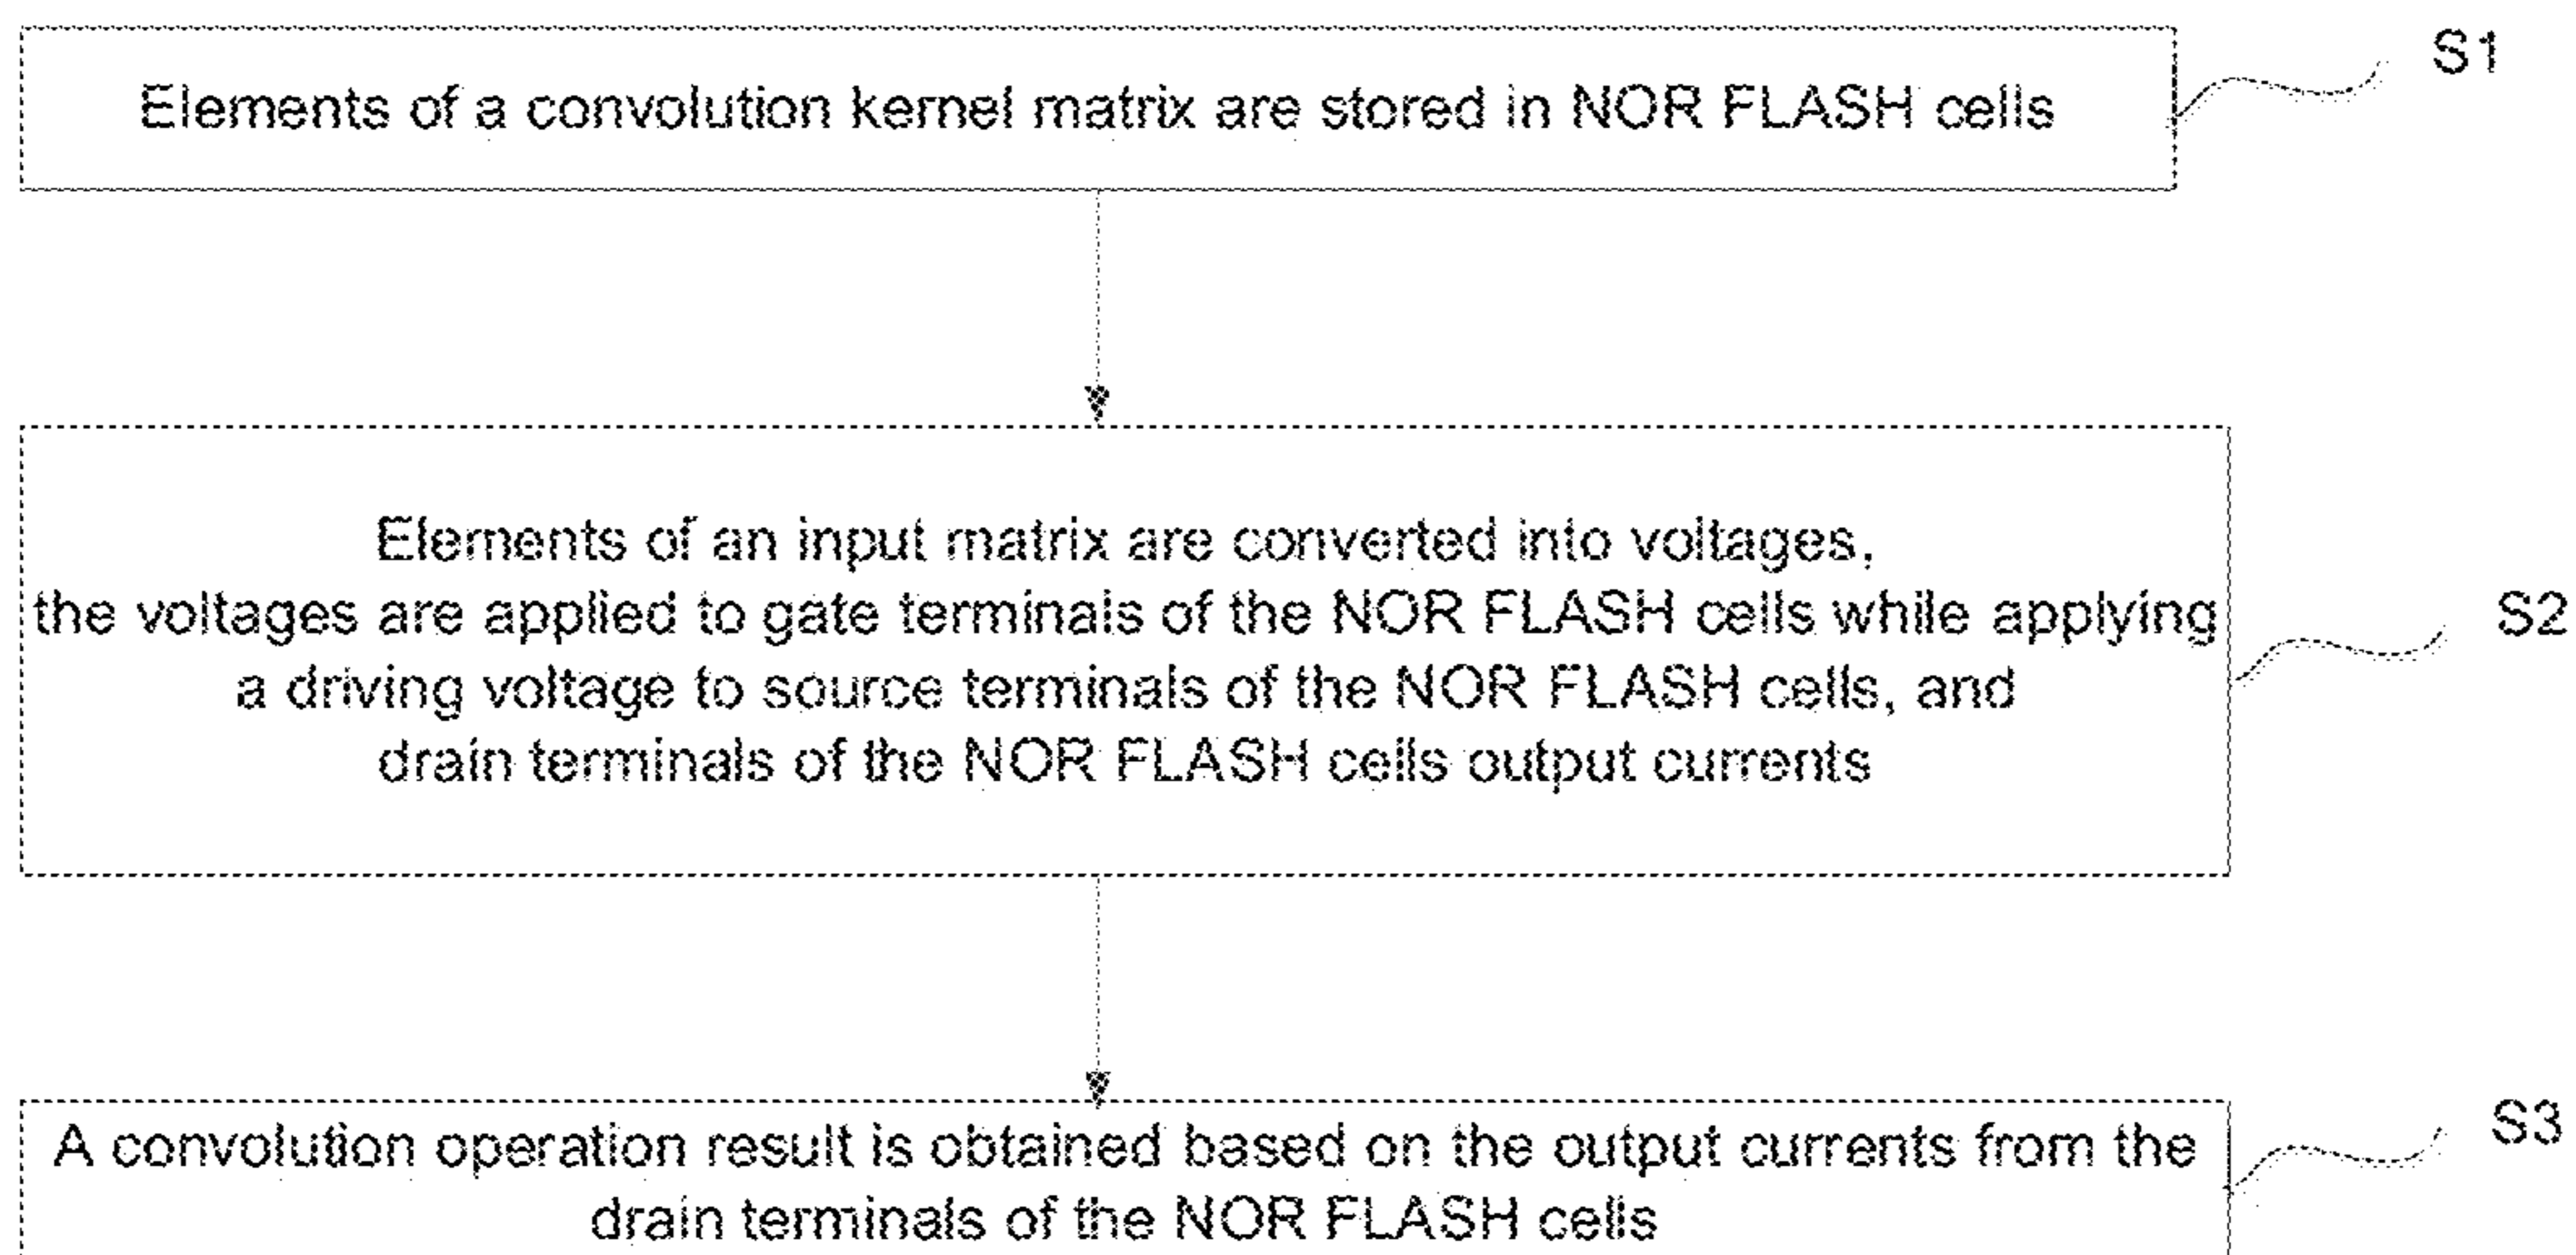 Elements of a convolution kernel matrix are stored in NOR FLASH cells
S1
Elements of an input matrix are converted into voltages,
the voltages are applied to gate terminals of the NOR FLASH cells while applying
a driving voltage to source terminals of the NOR FLASH cells, and
drain terminals of the NOR FLASH cells output currents
S2
A convolution operation result is obtained based on the output currents from the
drain terminals of the NOR FLASH cells
S3